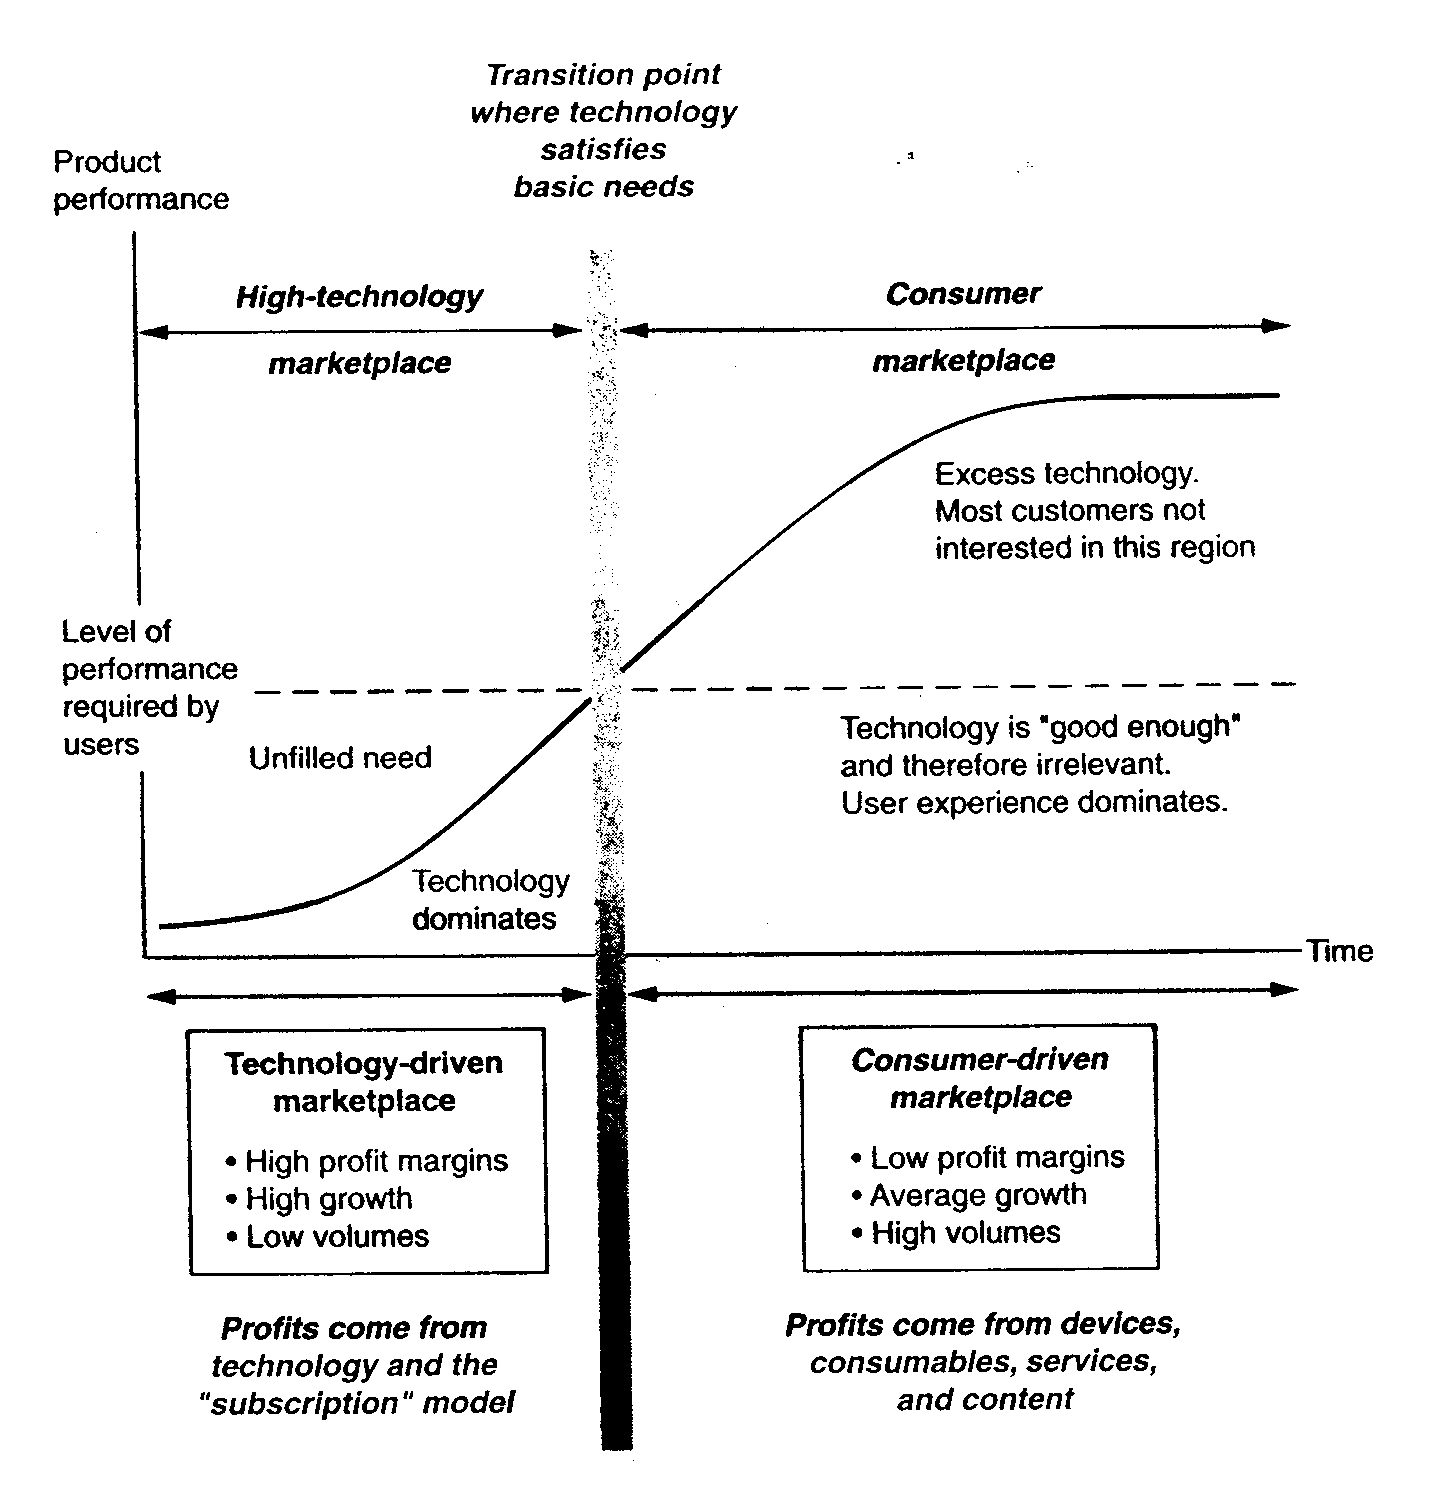 Transition point
where technology
satisfies
basic needs
Product
performance
High-technology
marketplace
Consumer
marketplace
Excess technology.
Most customers not
interested in this region
Level of
performance
required by
users
Unfilled need
Technology is "good enough"
and therefore irrelevant.
User experience dominates.
Technology
dominates
Time
Technology-driven
marketplace
• High profit margins
• High growth
• Low volumes
Consumer-driven
marketplace
• Low profit margins
• Average growth
• High volumes
Profits come from
technology and the
"subscription" model
Profits come from devices,
consumables, services,
and content